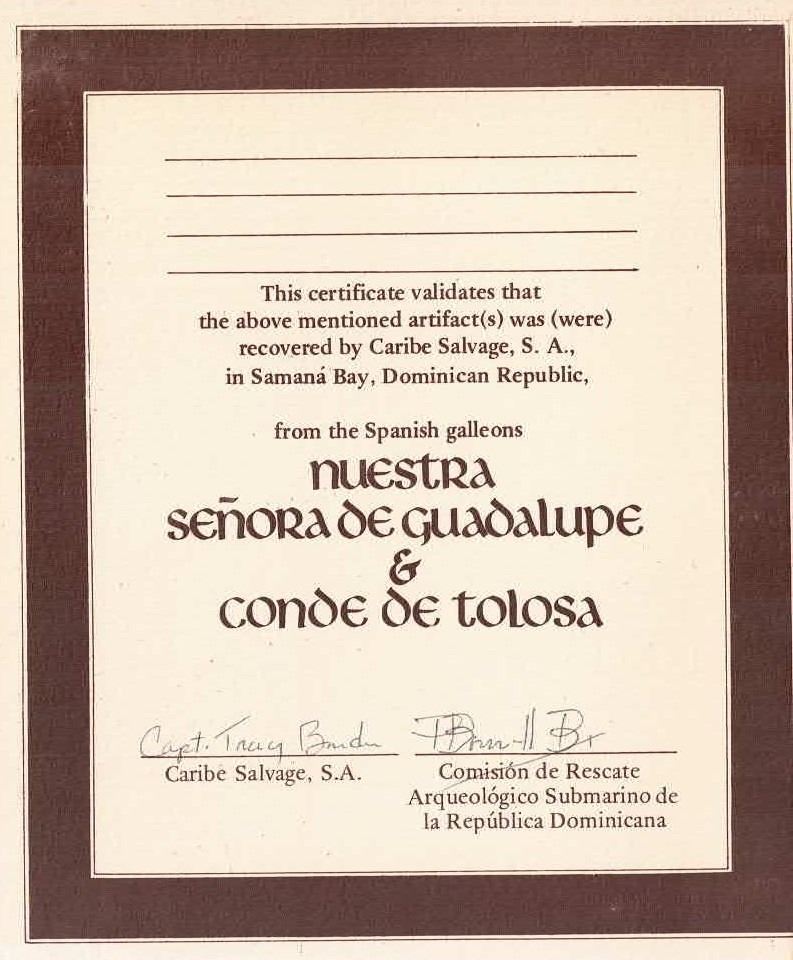 This certificate validates that
the above mentioned artifact(s) was (were)
recovered by Caribe Salvage, S. A.,
in Samaná Bay, Dominican Republic,
from the Spanish galleons
NUESTRA
SEÑORA DE GUADALUPE
&
CONDE DE TOLOSA
Capt. Tracy
Caribe Salvage, S.A.
Comisión de Rescate
Arqueológico Submarino de
la República Dominicana